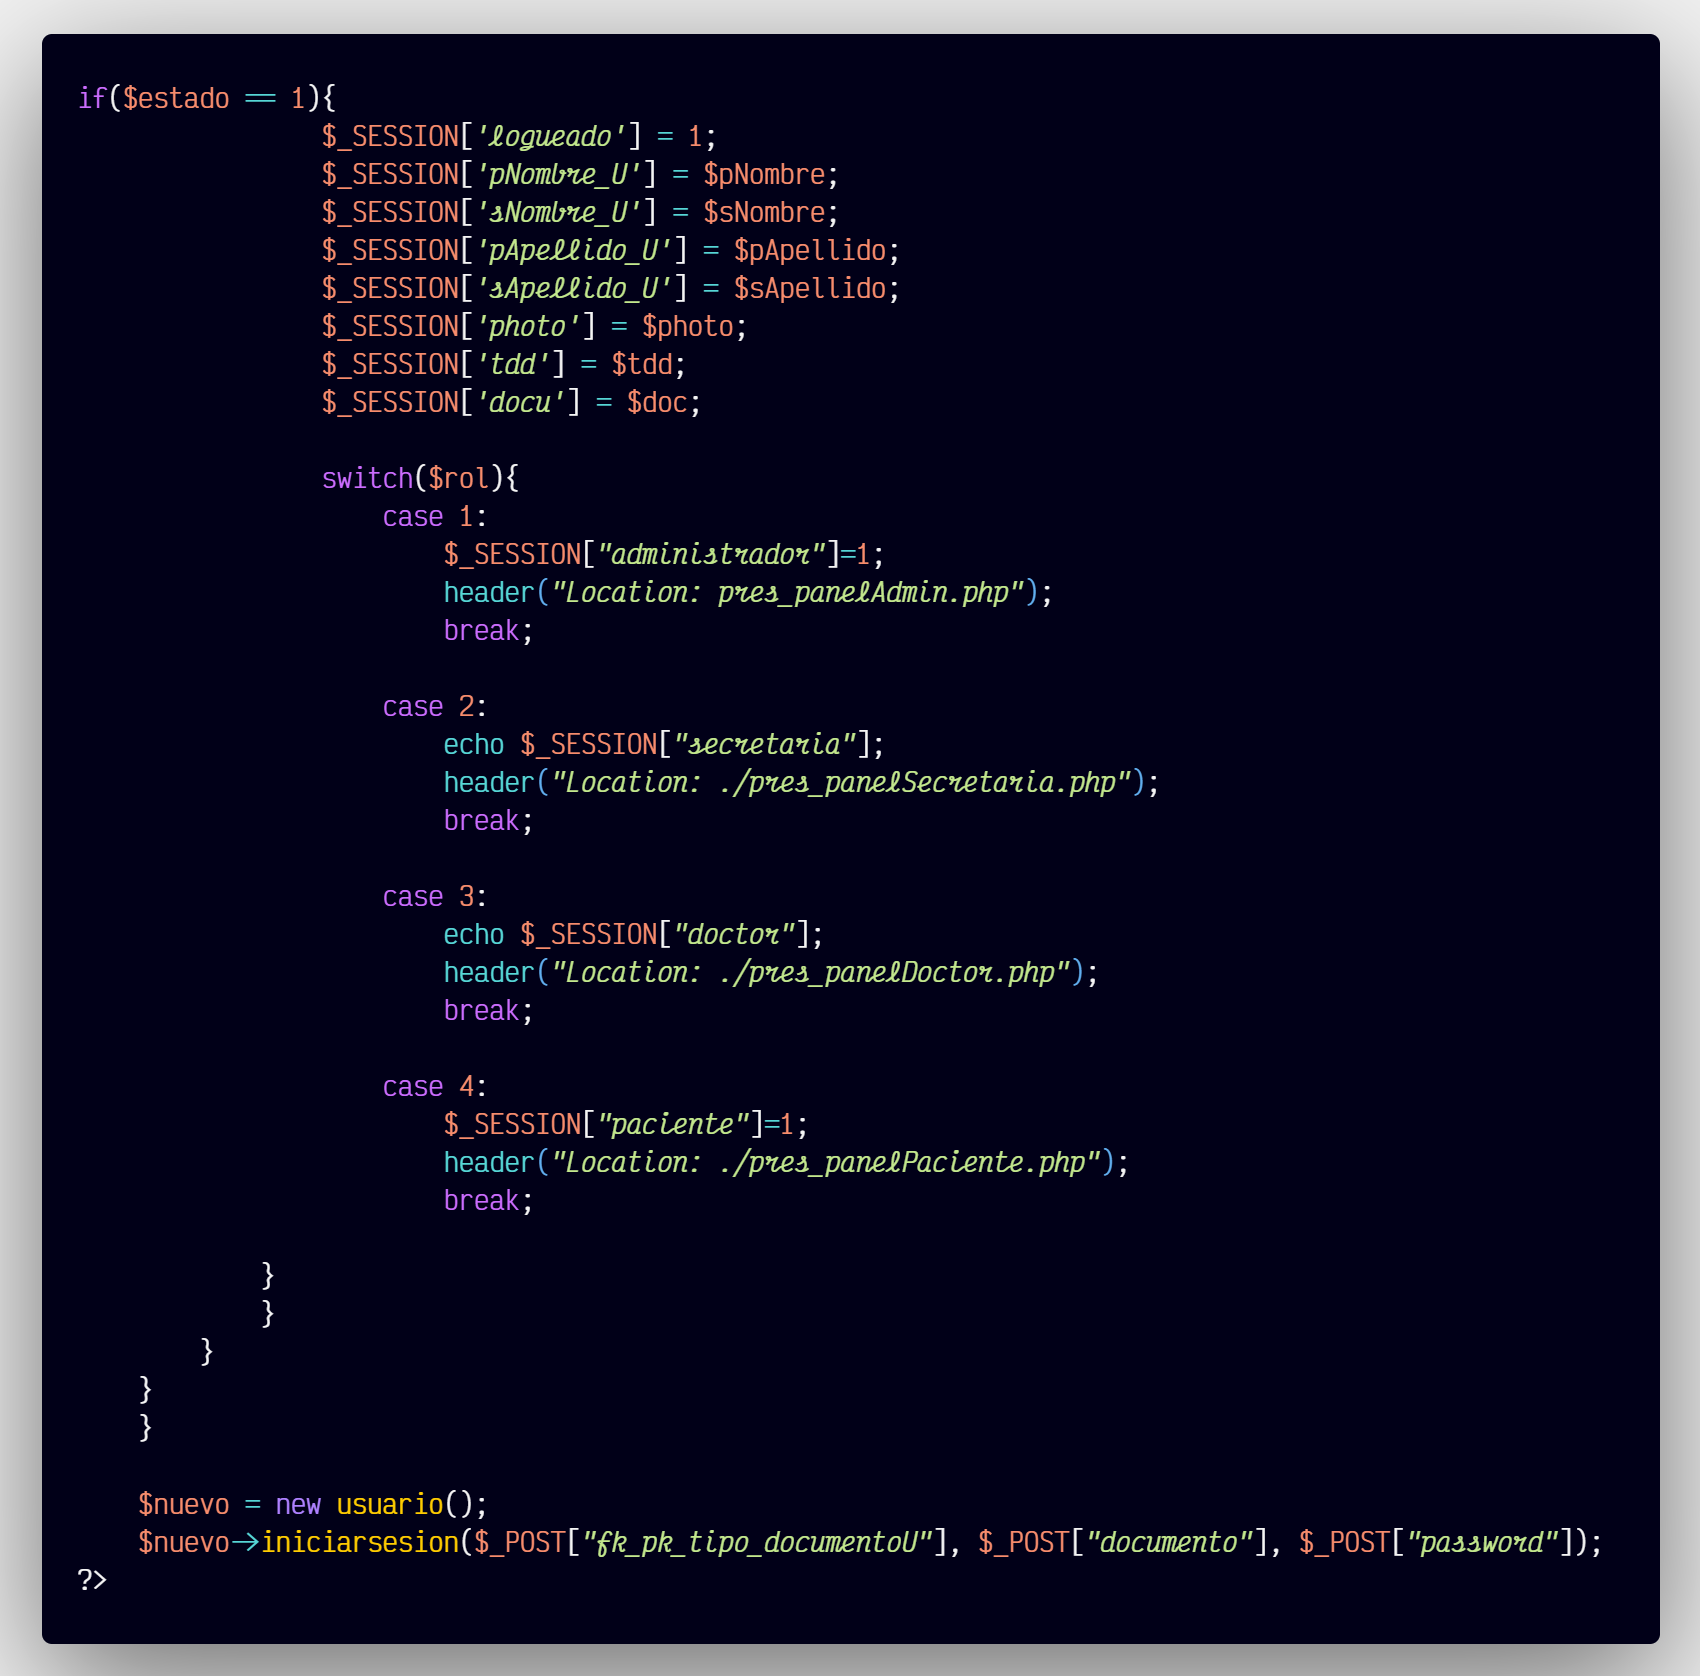 if($estado == 1){
$_SESSION['logueado'] = 1;
$_SESSION['pNombre_U'] = $pNombre;
$_SESSION['sNombre_U'] = $sNombre;
$_SESSION['pApellido_U'] = $pApellido;
$_SESSION['sApellido_U'] = $sApellido;
$_SESSION['photo'] = $photo;
$_SESSION['tdd'] = $tdd;
$_SESSION['docu'] = $doc;
switch($rol){
case 1:
$_SESSION["administrador"]=1;
header("Location: pres_panelAdmin.php");
break;
case 2:
echo $_SESSION["secretaria"];
header("Location: ./pres_panelSecretaria.php");
break;
case 3:
echo $_SESSION["doctor"];
header("Location: ./pres_panelDoctor.php");
break;
case 4:
$_SESSION["paciente"]=1;
header("Location: ./pres_panelPaciente.php");
break;
}
}
}
}
}
$nuevo = new usuario();
$nuevo->iniciarsesion($_POST["fk_pk_tipo_documentoU"], $_POST["documento"], $_POST["password"]);
?>